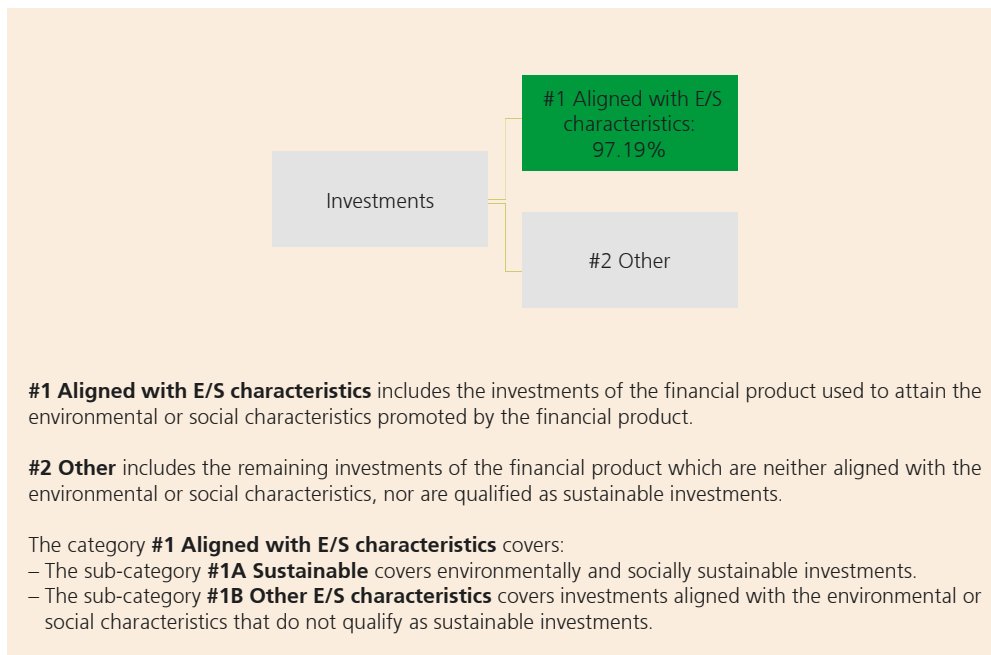 #1 Aligned with E/S
characteristics:
97.19%
Investments
#2 Other
#1 Aligned with E/S characteristics includes the investments of the financial product used to attain the
environmental or social characteristics promoted by the financial product.
#2 Other includes the remaining investments of the financial product which are neither aligned with the
environmental or social characteristics, nor are qualified as sustainable investments.
The category #1 Aligned with E/S characteristics covers:
– The sub-category #1A Sustainable covers environmentally and socially sustainable investments.
– The sub-category #1B Other E/S characteristics covers investments aligned with the environmental or
social characteristics that do not qualify as sustainable investments.